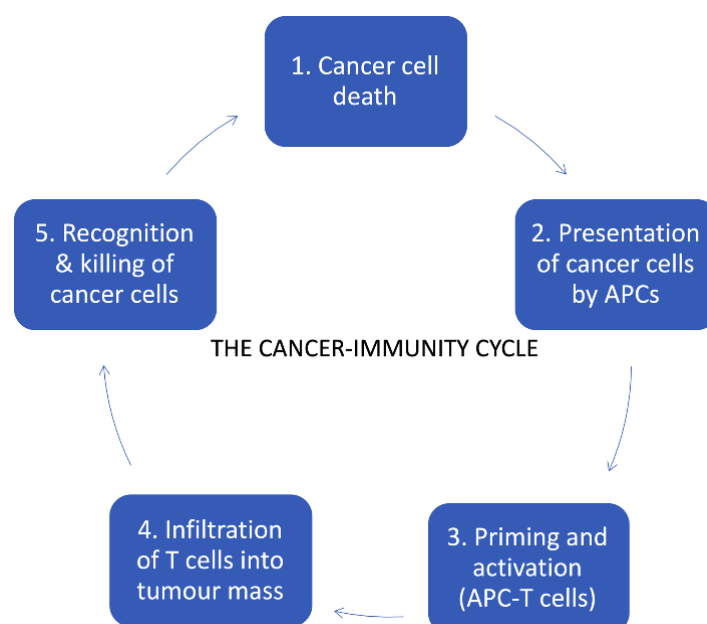 1. Cancer cell
death
2. Presentation
of cancer cells
by APCs
3. Priming and
activation
(APC-T cells)
4. Infiltration
of T cells into
tumour mass
5. Recognition
& killing of
cancer cells
THE CANCER-IMMUNITY CYCLE